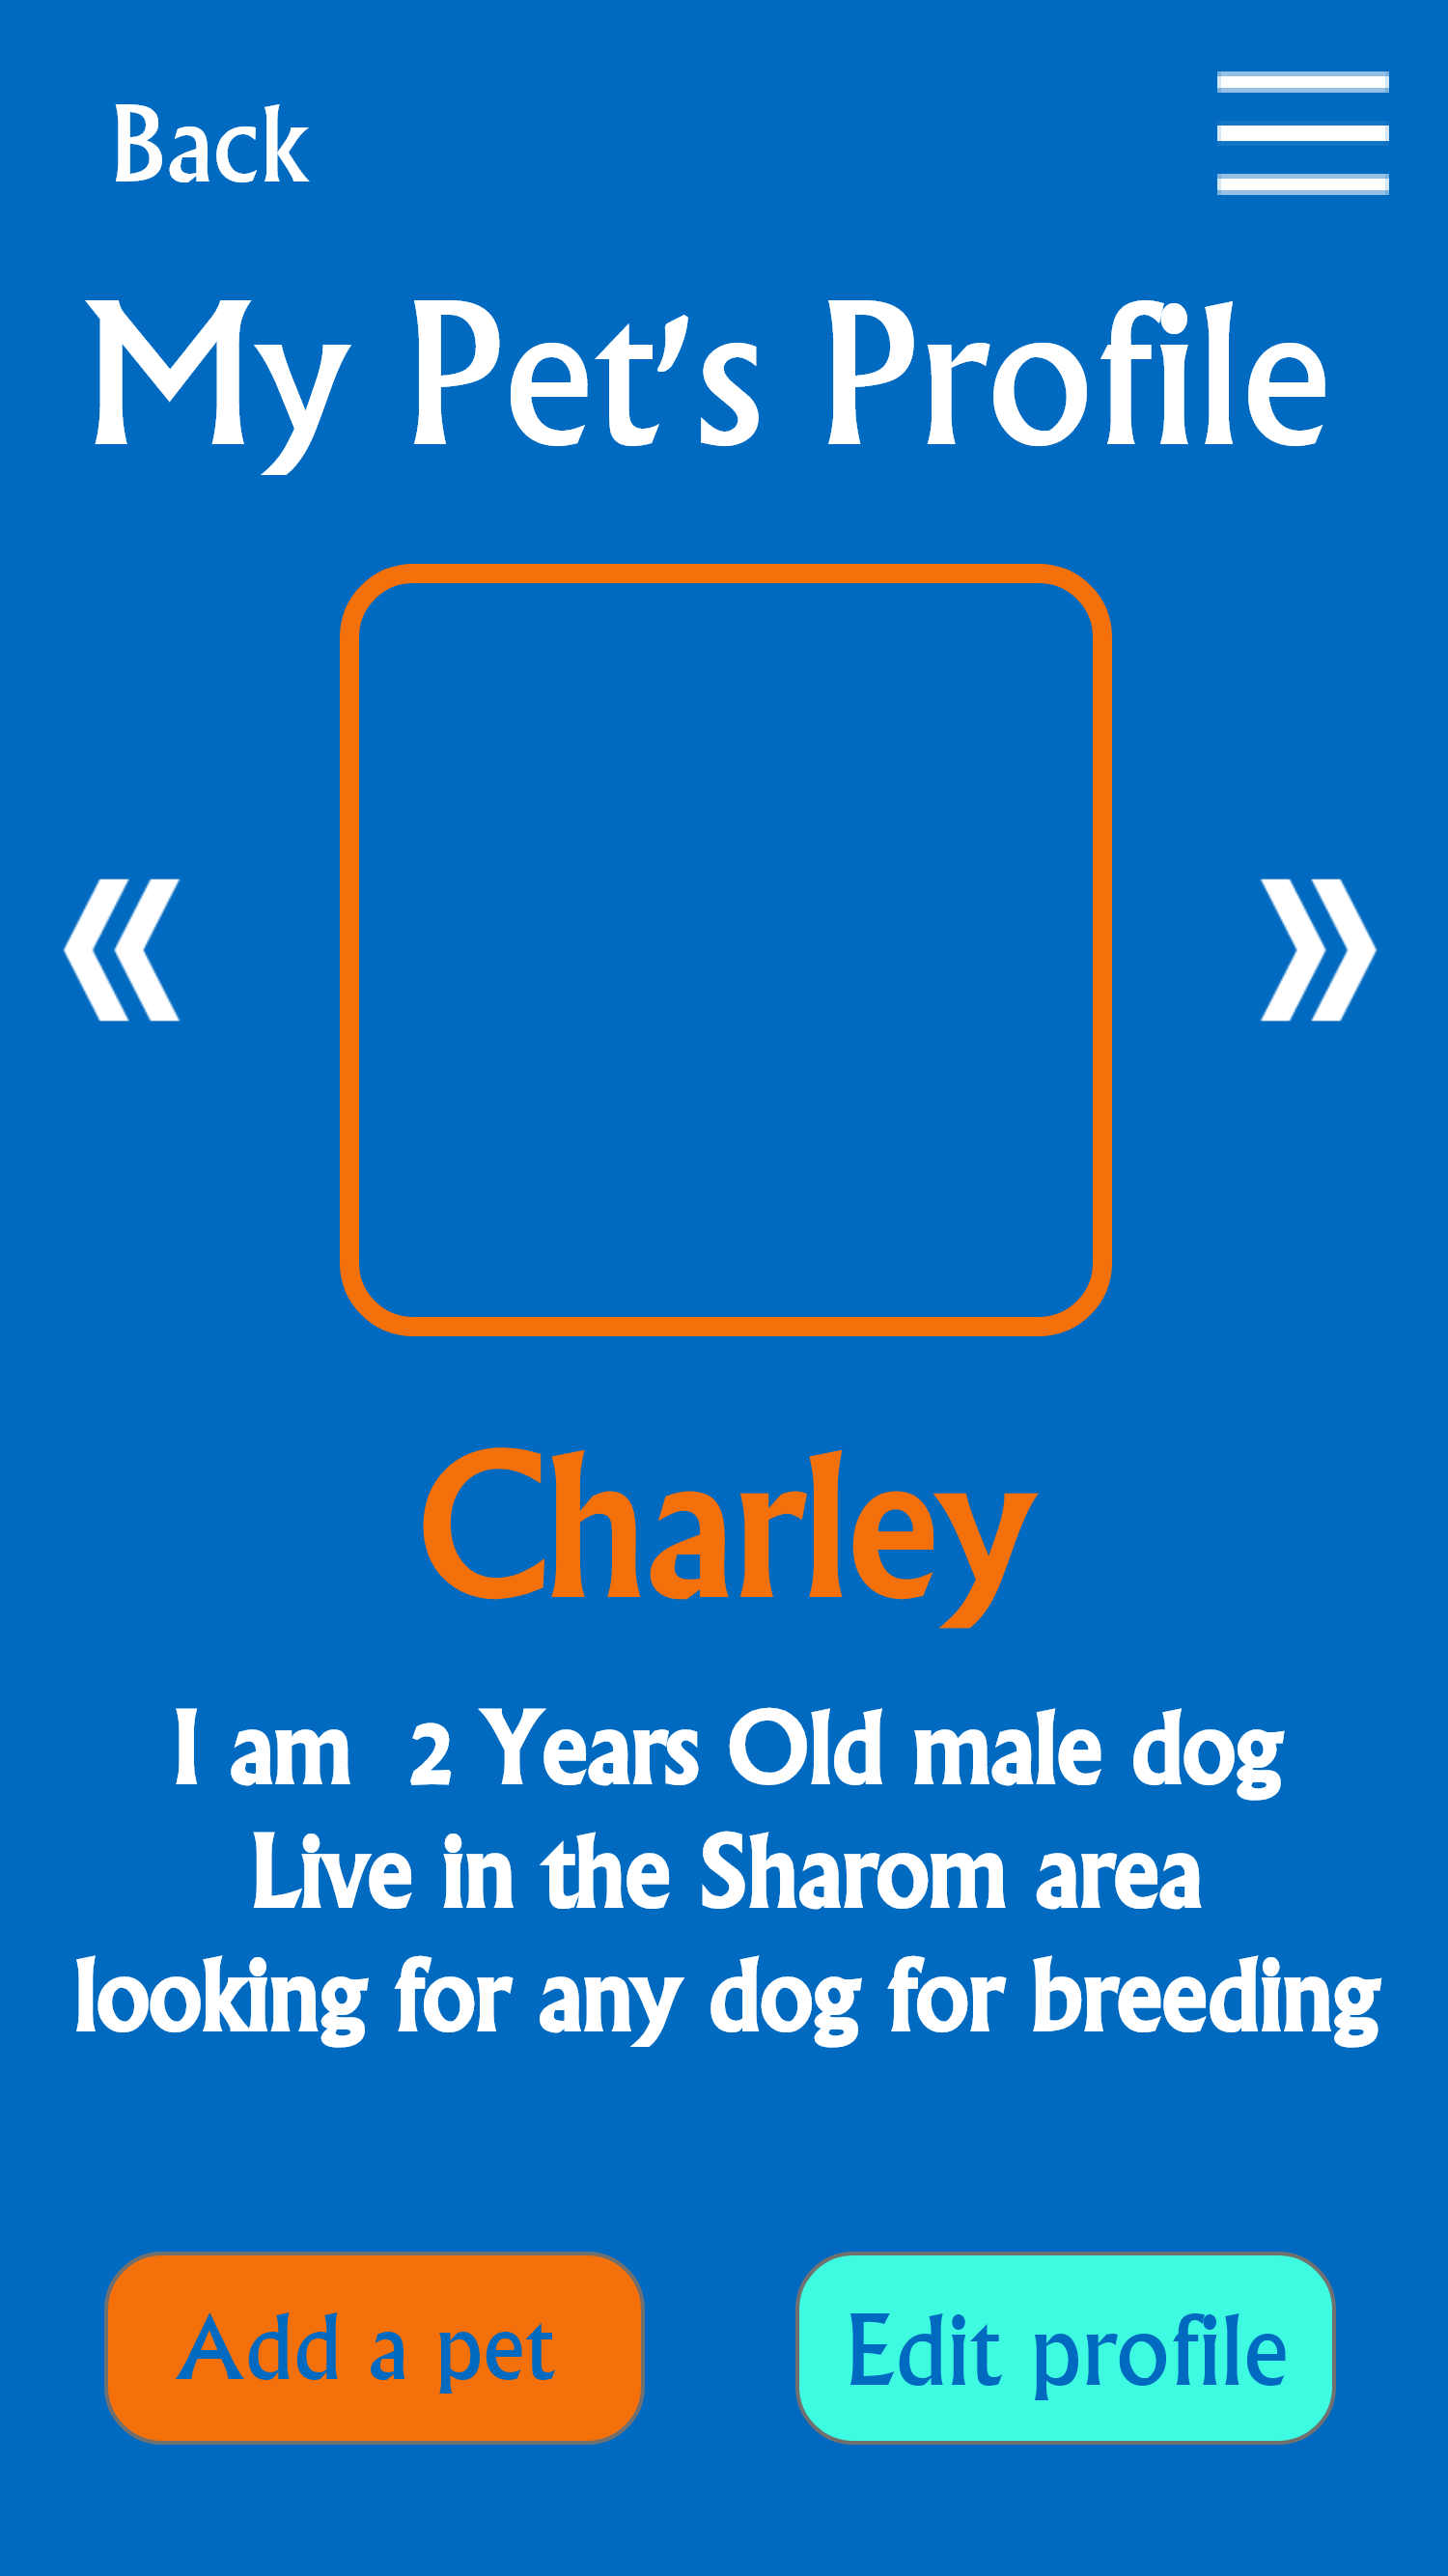 Back
My Pet's Profile
Charley
I am 2 Years Old male dog
Live in the Sharom area
looking for any dog for breeding
Add a pet
Edit profile